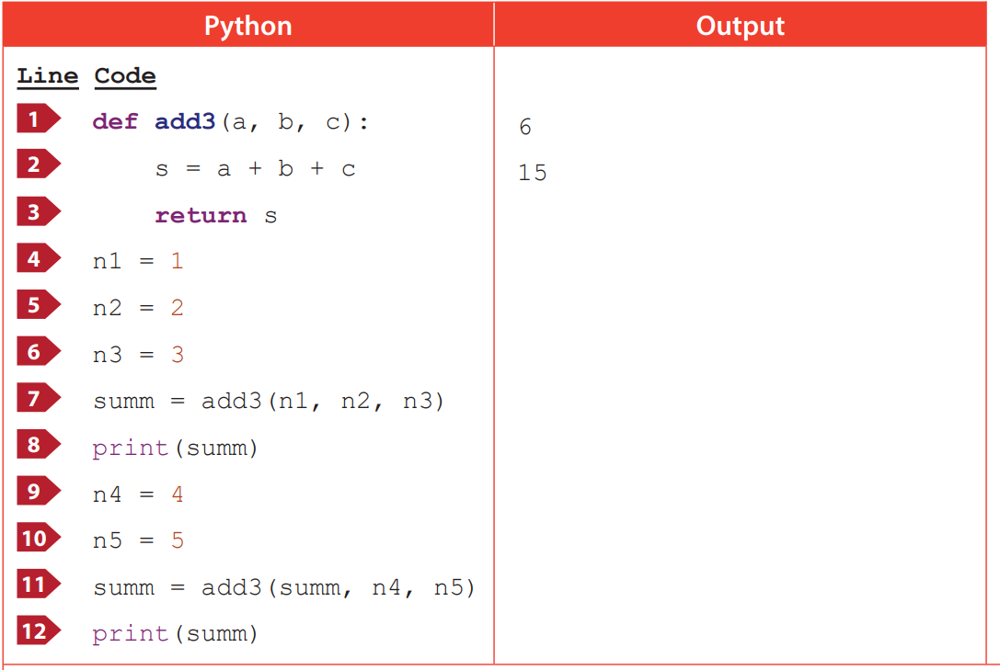 Python Output
Line Code
1 def add3(a, b, c): 6
2 s = a + b + c 15
3 return s
4 n1 = 1
5 n2 = 2
6 n3 = 3
7 summ = add3(n1, n2, n3)
8 print(summ)
9 n4 = 4
10 n5 = 5
11 summ = add3(summ, n4, n5)
12 print(summ)